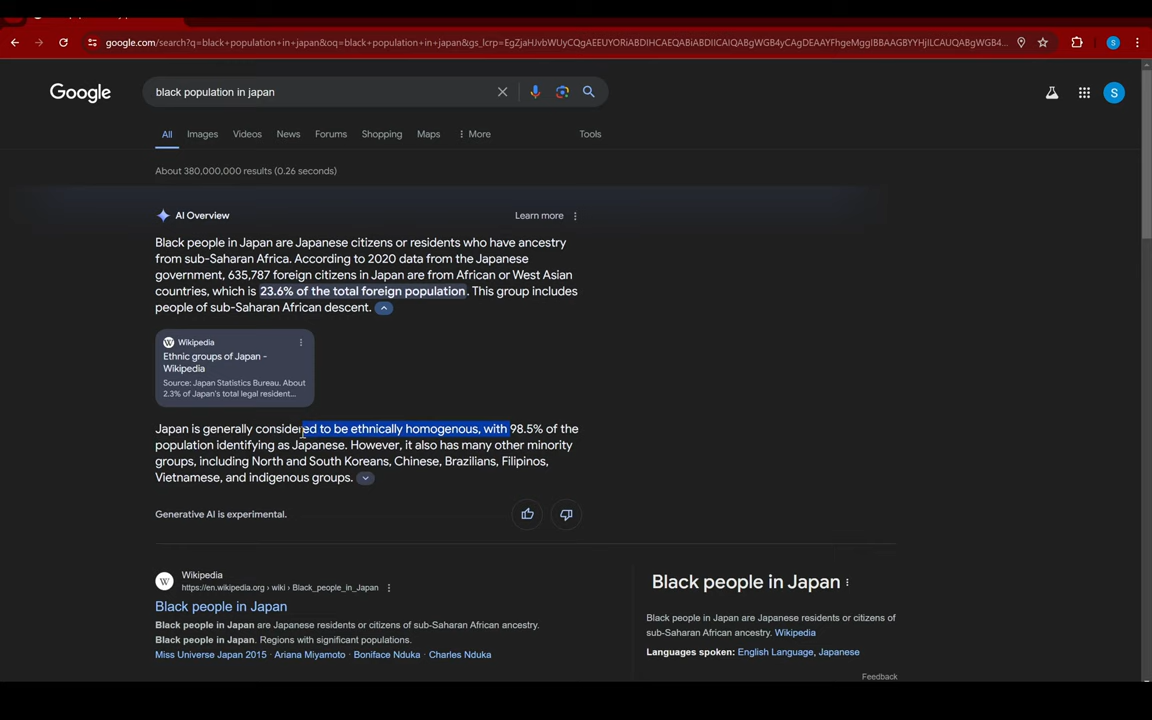 google.com/search?q=black+population+in+japan&oq=black+population+in+japan&gs_lcrp=EgZjaHJvbWUyCQgAEEUYORiABDIHCAEQABiABDIICAIQABgWGB4yCAgDEAAYFhgeMggIBBAAGBYYHjILCAUQABgWGB4...
S
Google
black population in japan
S
All Images Videos News Forums Shopping Maps More Tools
About 380,000,000 results (0.26 seconds)
AI Overview Learn more
Black people in Japan are Japanese citizens or residents who have ancestry
from sub-Saharan Africa. According to 2020 data from the Japanese
government, 635,787 foreign citizens in Japan are from African or West Asian
countries, which is 23.6% of the total foreign population. This group includes
people of sub-Saharan African descent.
W Wikipedia
Ethnic groups of Japan -
Wikipedia
Source: Japan Statistics Bureau. About
2.3% of Japan's total legal resident...
Japan is generally considered to be ethnically homogenous, with 98.5% of the
population identifying as Japanese. However, it also has many other minority
groups, including North and South Koreans, Chinese, Brazilians, Filipinos,
Vietnamese, and indigenous groups.
Generative AI is experimental.
W Wikipedia
https://en.wikipedia.org › wiki › Black_people_in_Japan
Black people in Japan
Black people in Japan are Japanese residents or citizens of sub-Saharan African ancestry.
Black people in Japan. Regions with significant populations.
Miss Universe Japan 2015 · Ariana Miyamoto · Boniface Nduka · Charles Nduka
Black people in Japan
Black people in Japan are Japanese residents or citizens of
sub-Saharan African ancestry. Wikipedia
Languages spoken: English Language, Japanese
Feedback